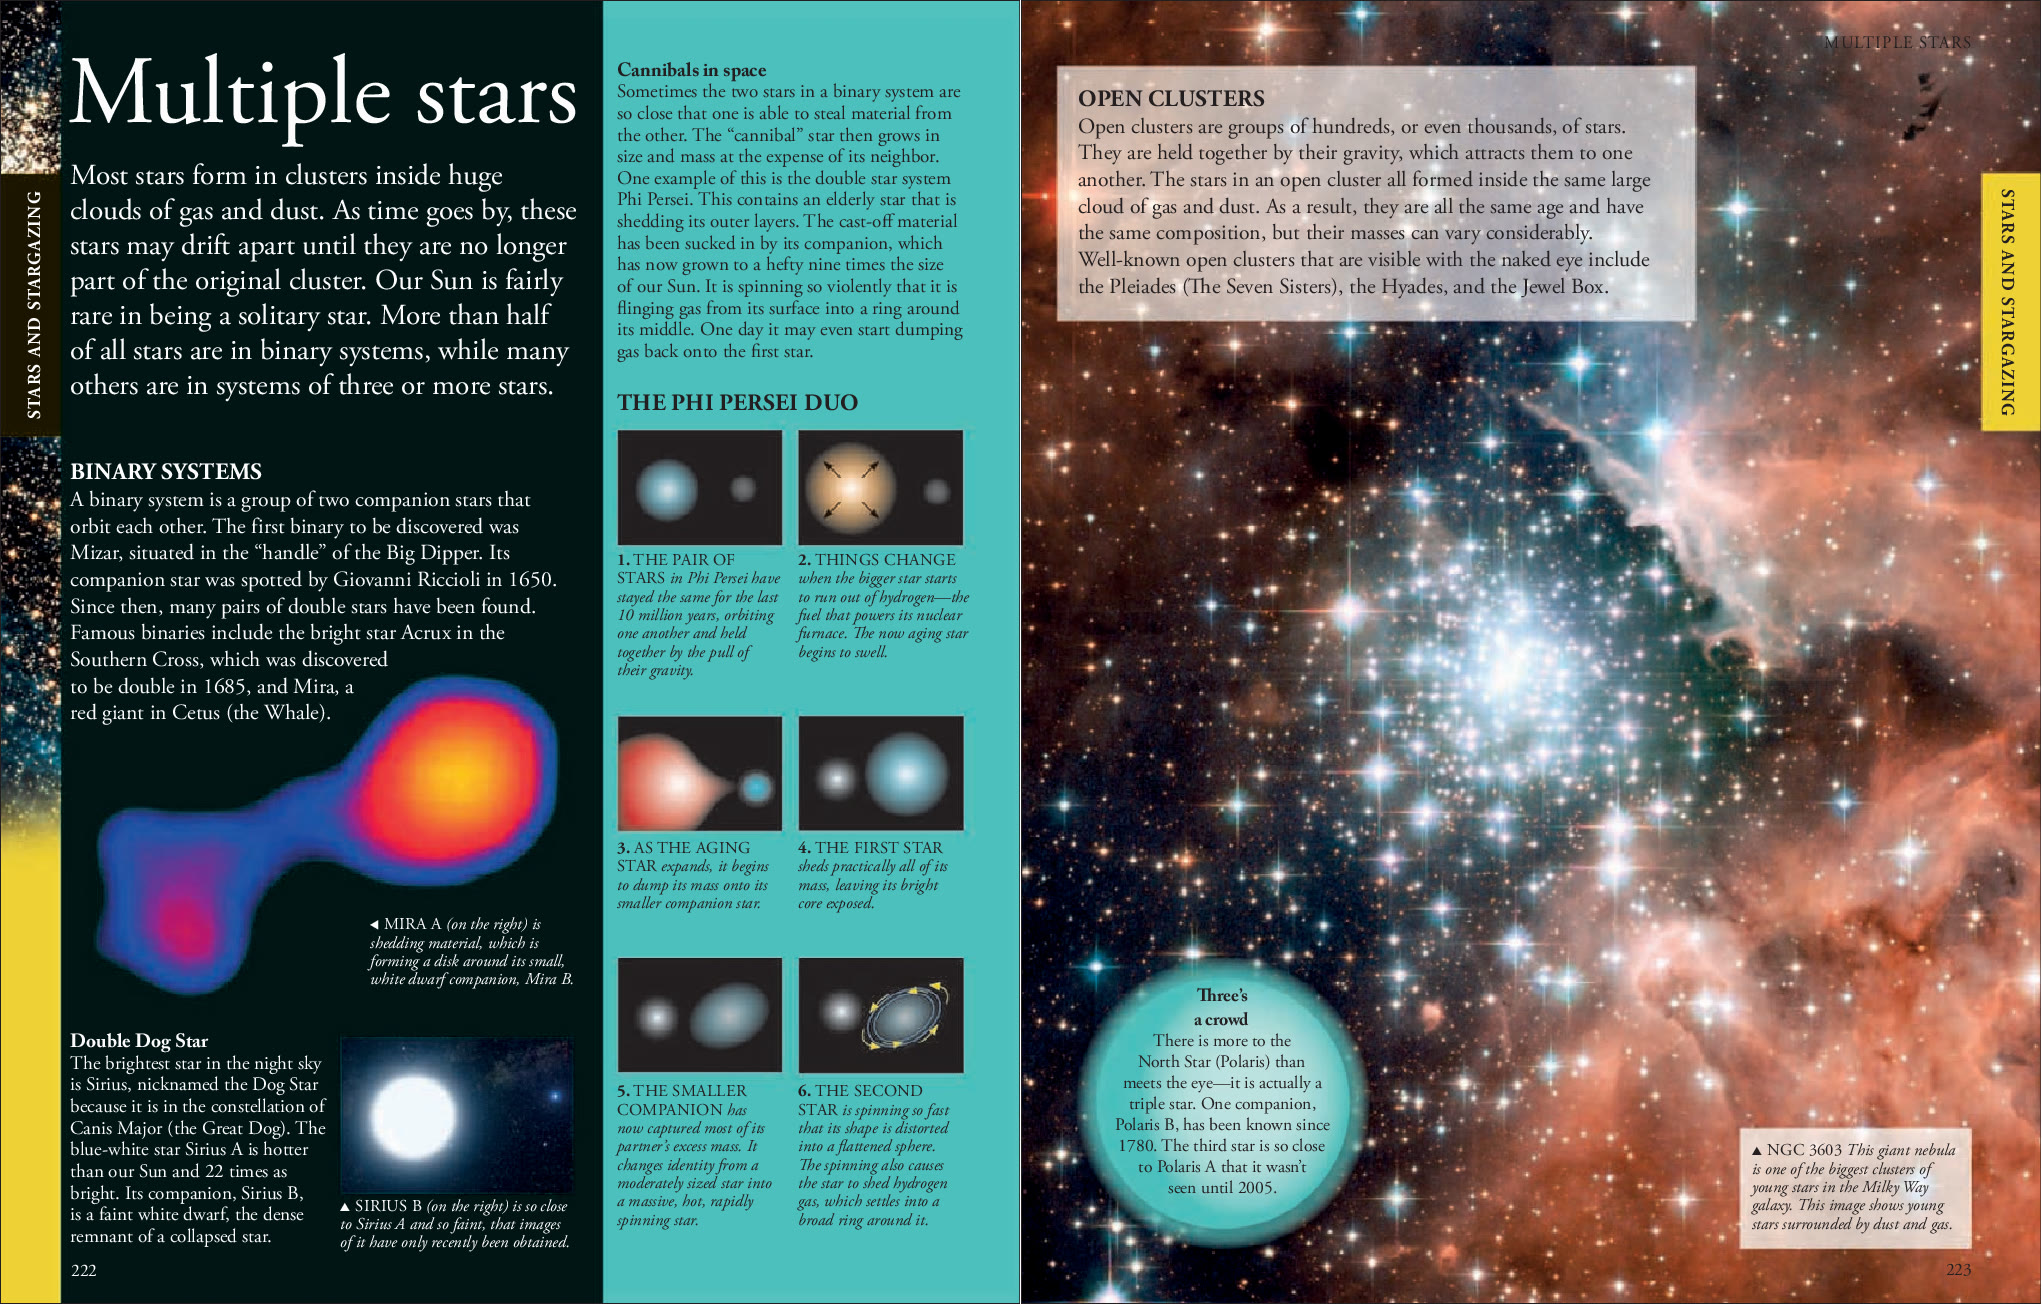 STARS AND STARGAZING
Multiple stars
Most stars form in clusters inside huge
clouds of gas and dust. As time goes by, these
stars may drift apart until they are no longer
part of the original cluster. Our Sun is fairly
rare in being a solitary star. More than half
of all stars are in binary systems, while many
others are in systems of three or more stars.
BINARY SYSTEMS
A binary system is a group of two companion stars that
orbit each other. The first binary to be discovered was
Mizar, situated in the “handle” of the Big Dipper. Its
companion star was spotted by Giovanni Riccioli in 1650.
Since then, many pairs of double stars have been found.
Famous binaries include the bright star Acrux in the
Southern Cross, which was discovered
to be double in 1685, and Mira, a
red giant in Cetus (the Whale).
◀ MIRA A (on the right) is
shedding material, which is
forming a disk around its small,
white dwarf companion, Mira B.
Double Dog Star
The brightest star in the night sky
is Sirius, nicknamed the Dog Star
because it is in the constellation of
Canis Major (the Great Dog). The
blue-white star Sirius A is hotter
than our Sun and 22 times as
bright. Its companion, Sirius B,
is a faint white dwarf, the dense
remnant of a collapsed star.
▲ SIRIUS B (on the right) is so close
to Sirius A and so faint, that images
of it have only recently been obtained.
222
Cannibals in space
Sometimes the two stars in a binary system are
so close that one is able to steal material from
the other. The “cannibal” star then grows in
size and mass at the expense of its neighbor.
One example of this is the double star system
Phi Persei. This contains an elderly star that is
shedding its outer layers. The cast-off material
has been sucked in by its companion, which
has now grown to a hefty nine times the size
of our Sun. It is spinning so violently that it is
flinging gas from its surface into a ring around
its middle. One day it may even start dumping
gas back onto the first star.
THE PHI PERSEI DUO
1. THE PAIR OF
STARS in Phi Persei have
stayed the same for the last
10 million years, orbiting
one another and held
together by the pull of
their gravity.
2. THINGS CHANGE
when the bigger star starts
to run out of hydrogen—the
fuel that powers its nuclear
furnace. The now aging star
begins to swell.
3. AS THE AGING
STAR expands, it begins
to dump its mass onto its
smaller companion star.
4. THE FIRST STAR
sheds practically all of its
mass, leaving its bright
core exposed.
5. THE SMALLER
COMPANION has
now captured most of its
partner’s excess mass. It
changes identity from a
moderately sized star into
a massive, hot, rapidly
spinning star.
6. THE SECOND
STAR is spinning so fast
that its shape is distorted
into a flattened sphere.
The spinning also causes
the star to shed hydrogen
gas, which settles into a
broad ring around it.
MULTIPLE STARS
OPEN CLUSTERS
Open clusters are groups of hundreds, or even thousands, of stars.
They are held together by their gravity, which attracts them to one
another. The stars in an open cluster all formed inside the same large
cloud of gas and dust. As a result, they are all the same age and have
the same composition, but their masses can vary considerably.
Well-known open clusters that are visible with the naked eye include
the Pleiades (The Seven Sisters), the Hyades, and the Jewel Box.
STARS AND STARGAZING
Three’s
a crowd
There is more to the
North Star (Polaris) than
meets the eye—it is actually a
triple star. One companion,
Polaris B, has been known since
1780. The third star is so close
to Polaris A that it wasn’t
seen until 2005.
▲ NGC 3603 This giant nebula
is one of the biggest clusters of
young stars in the Milky Way
galaxy. This image shows young
stars surrounded by dust and gas.
223